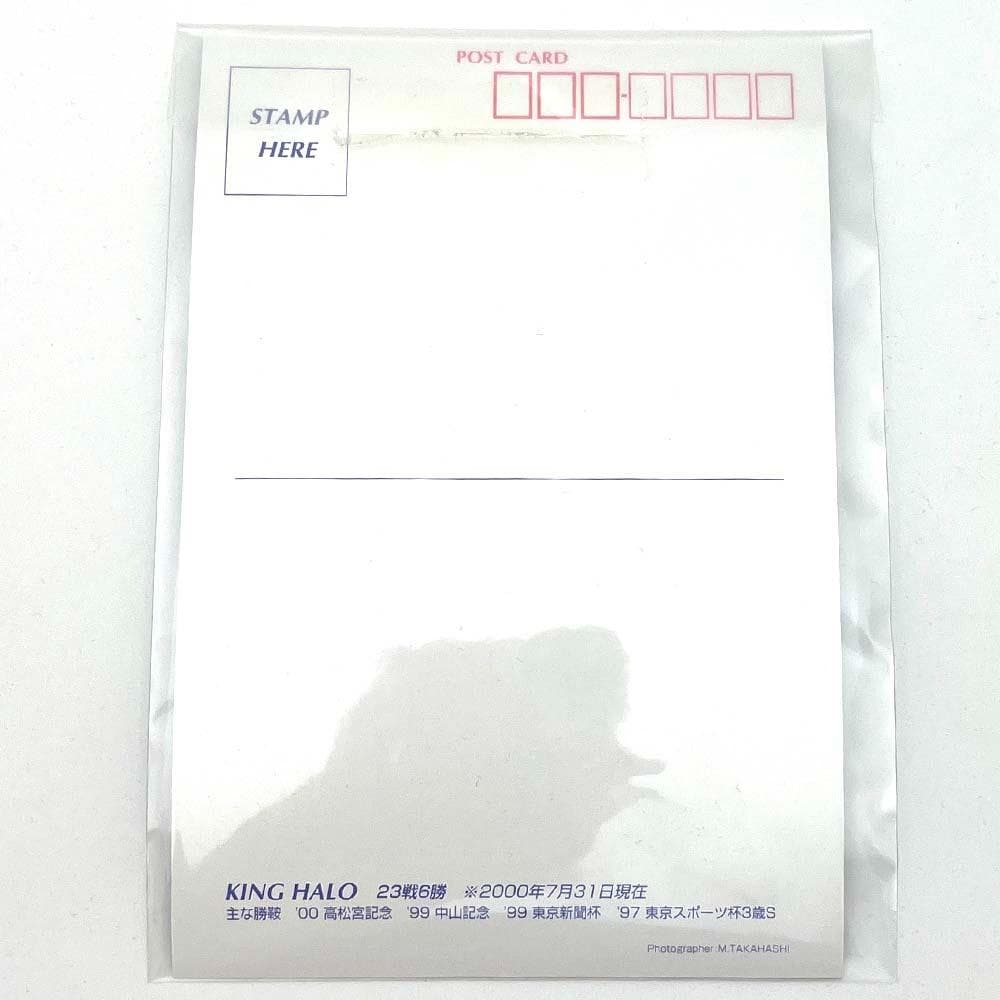 POST CARD
STAMP
HERE
KING HALO 23戦6勝 ※2000年7月31日現在
主な勝鞍 '00 高松宮記念 '99 中山記念 '99 東京新聞杯 '97 東京スポーツ杯3歳S
Photographer M.TAKAHASHI